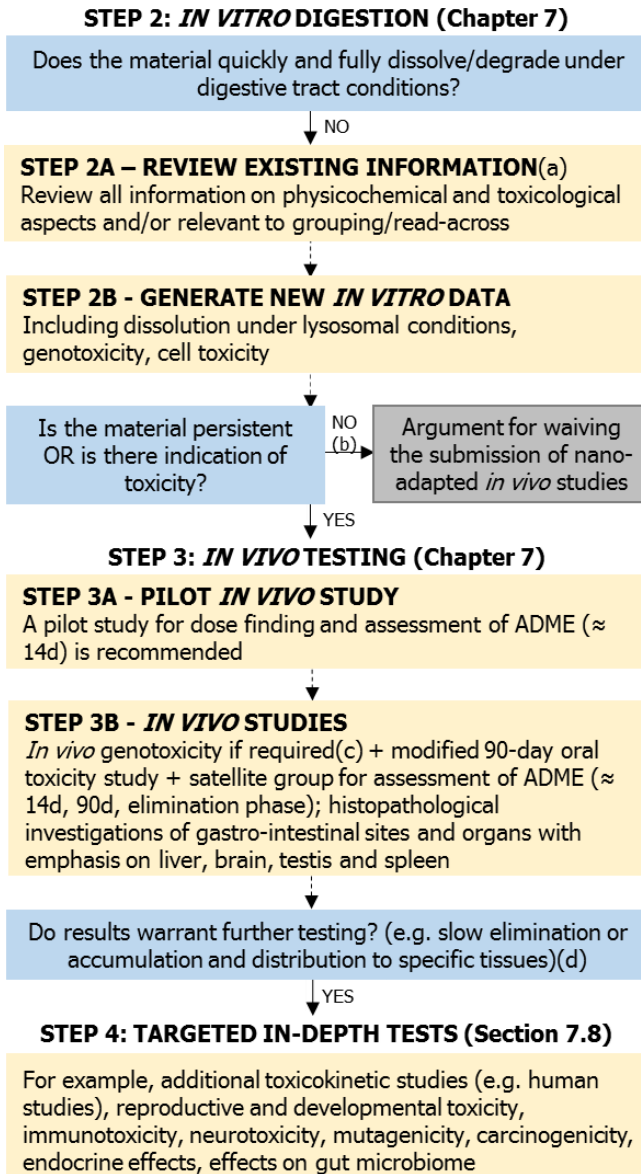 STEP 2: IN VITRO DIGESTION (Chapter 7)
Does the material quickly and fully dissolve/degrade under
digestive tract conditions?
NO
STEP 2A – REVIEW EXISTING INFORMATION(a)
Review all information on physicochemical and toxicological
aspects and/or relevant to grouping/read-across
STEP 2B - GENERATE NEW IN VITRO DATA
Including dissolution under lysosomal conditions,
genotoxicity, cell toxicity
Is the material persistent
OR is there indication of
toxicity?
NO
(b)
Argument for waiving
the submission of nano-
adapted in vivo studies
YES
STEP 3: IN VIVO TESTING (Chapter 7)
STEP 3A - PILOT IN VIVO STUDY
A pilot study for dose finding and assessment of ADME (≈
14d) is recommended
STEP 3B - IN VIVO STUDIES
In vivo genotoxicity if required(c) + modified 90-day oral
toxicity study + satellite group for assessment of ADME (≈
14d, 90d, elimination phase); histopathological
investigations of gastro-intestinal sites and organs with
emphasis on liver, brain, testis and spleen
Do results warrant further testing? (e.g. slow elimination or
accumulation and distribution to specific tissues)(d)
YES
STEP 4: TARGETED IN-DEPTH TESTS (Section 7.8)
For example, additional toxicokinetic studies (e.g. human
studies), reproductive and developmental toxicity,
immunotoxicity, neurotoxicity, mutagenicity, carcinogenicity,
endocrine effects, effects on gut microbiome